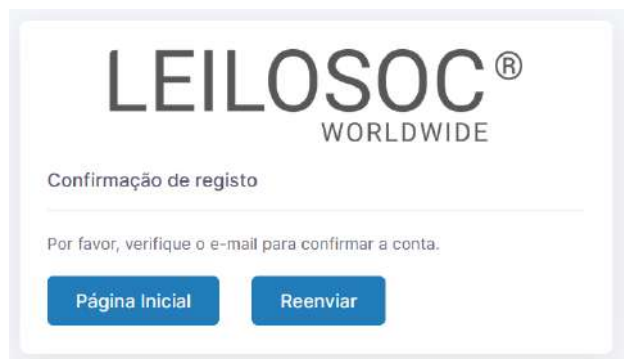 LEILOSOC®
WORLDWIDE
Confirmação de registo
Por favor, verifique o e-mail para confirmar a conta.
Página Inicial
Reenviar